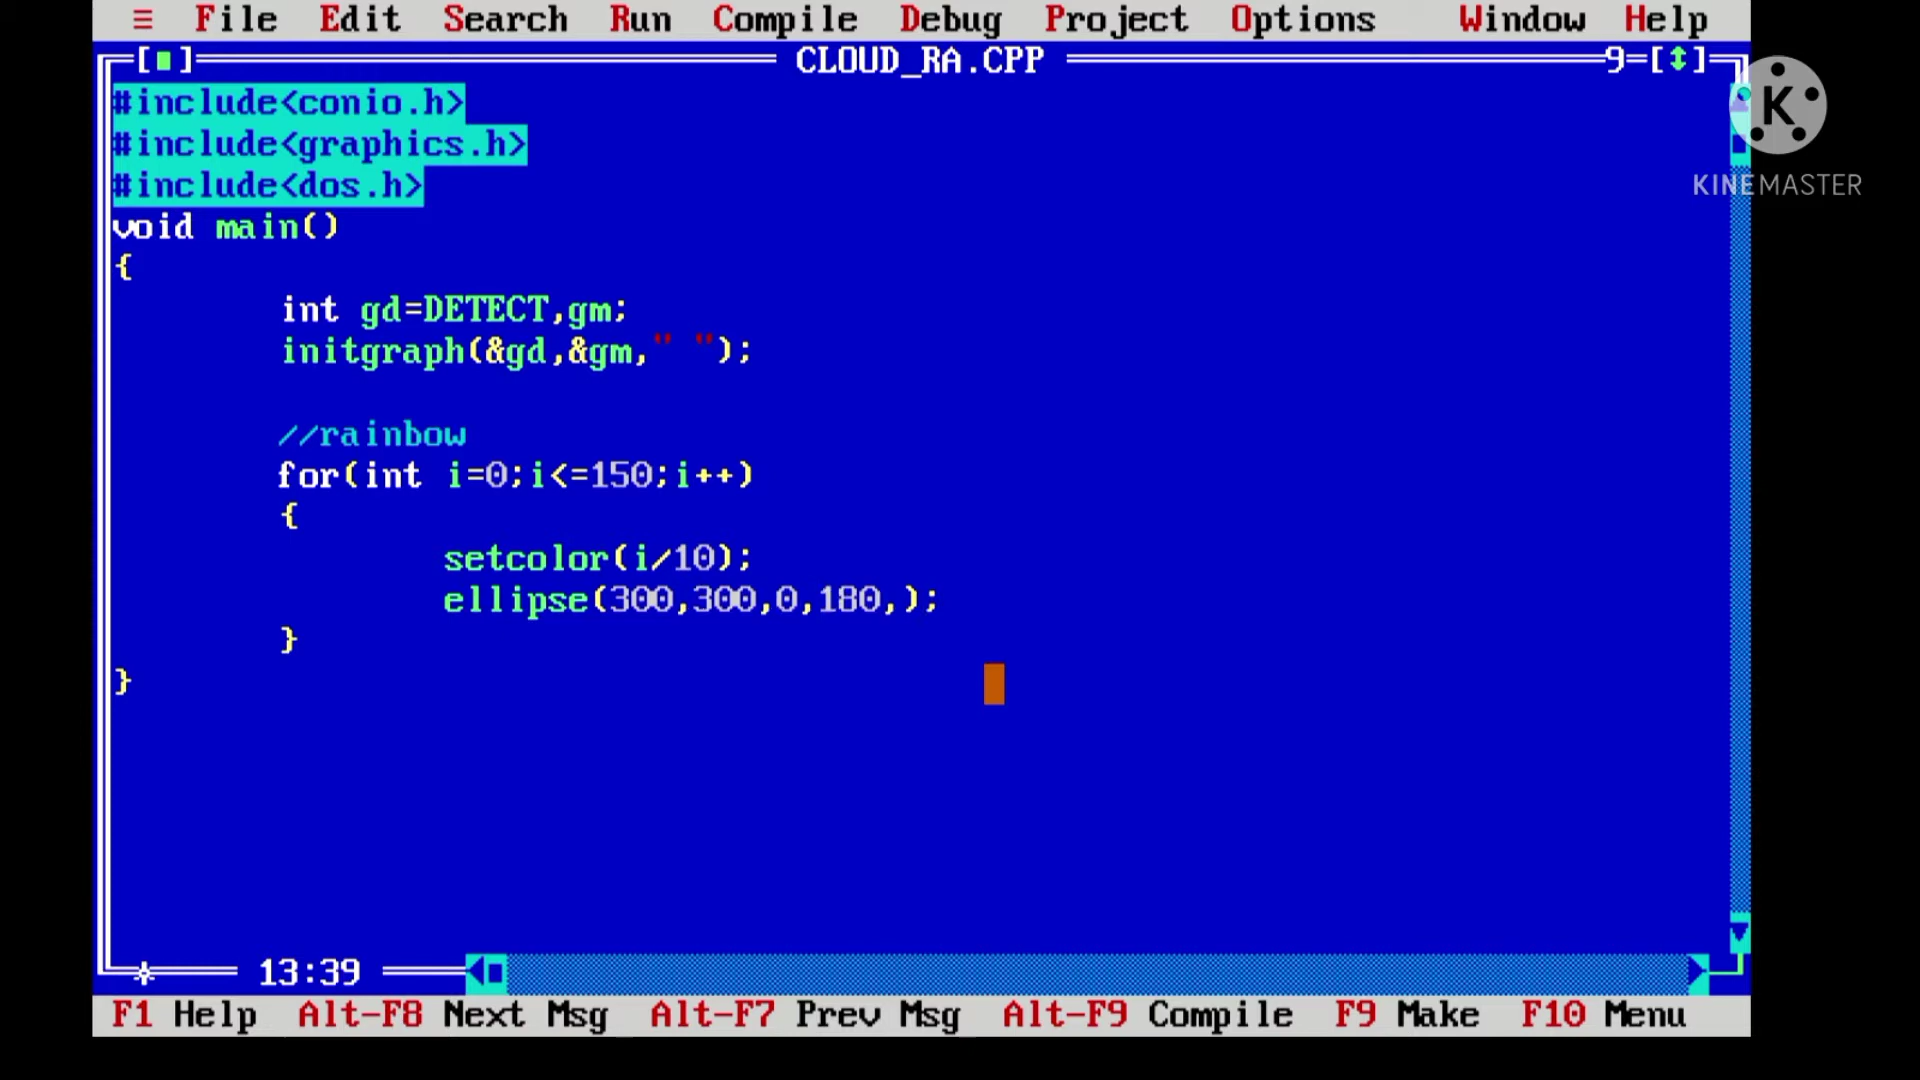 ≡ File Edit Search Run Compile Debug Project Options Window Help
[■] CLOUD_RA.CPP 9=[↕]
K
KINEMASTER
#include<conio.h>
#include<graphics.h>
#include<dos.h>
void main()
{
int gd=DETECT,gm;
initgraph(&gd,&gm," ");
//rainbow
for(int i=0;i<=150;i++)
{
setcolor(i/10);
ellipse(300,300,0,180,);
}
}
13:39
F1 Help Alt-F8 Next Msg Alt-F7 Prev Msg Alt-F9 Compile F9 Make F10 Menu